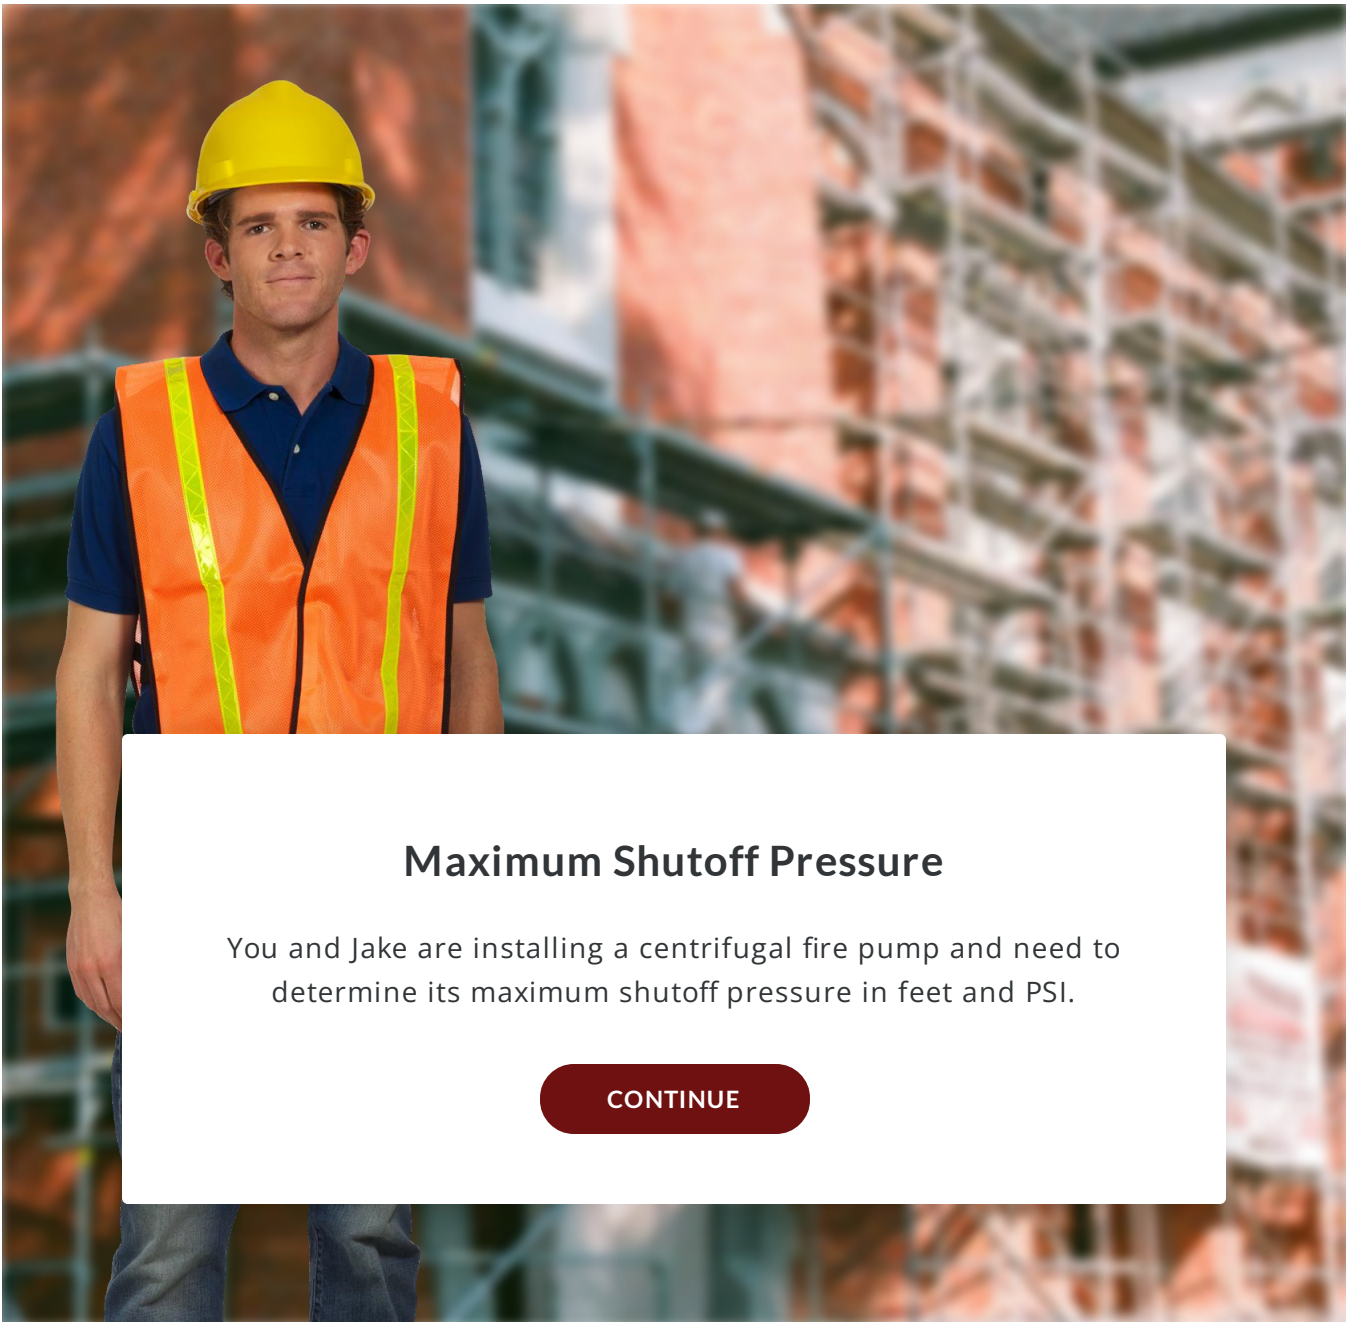 Maximum Shutoff Pressure
You and Jake are installing a centrifugal fire pump and need to
determine its maximum shutoff pressure in feet and PSI.
CONTINUE